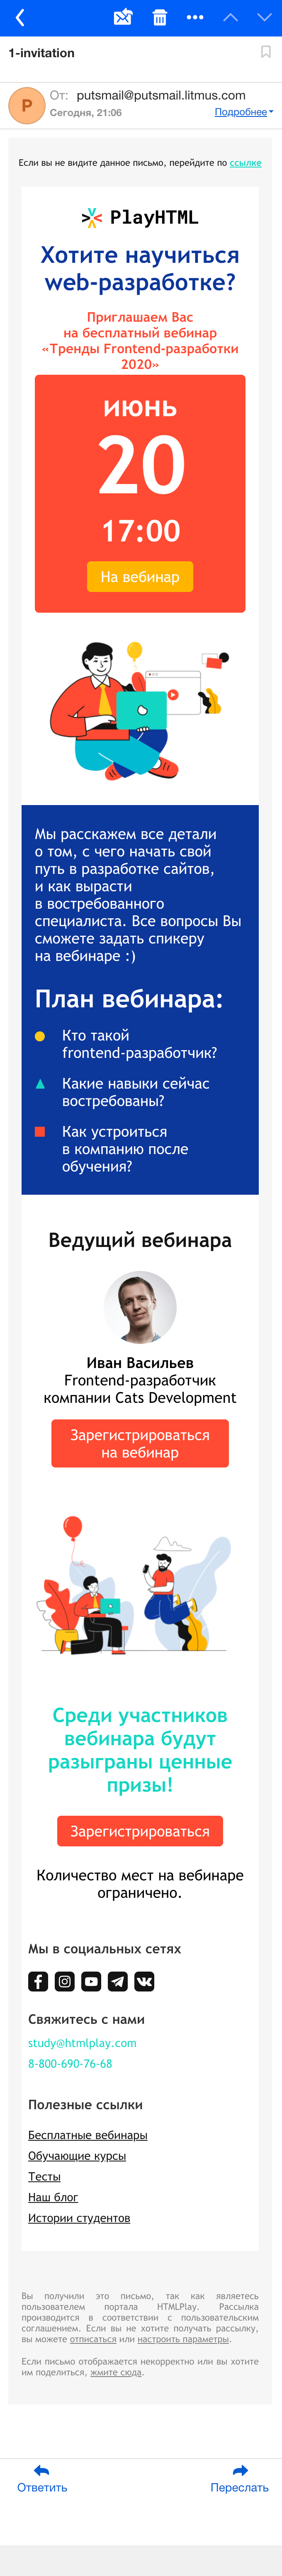 1-invitation
P
От: putsmail@putsmail.litmus.com
Сегодня, 21:06
Подробнее
Если вы не видите данное письмо, перейдите по ссылке
PlayHTML
Хотите научиться
web-разработке?
Приглашаем Вас
на бесплатный вебинар
«Тренды Frontend-разработки
2020»
июнь
20
17:00
На вебинар
Мы расскажем все детали
о том, с чего начать свой
путь в разработке сайтов,
и как вырасти
в востребованного
специалиста. Все вопросы Вы
сможете задать спикеру
на вебинаре :)
План вебинара:
Кто такой
frontend-разработчик?
Какие навыки сейчас
востребованы?
Как устроиться
в компанию после
обучения?
Ведущий вебинара
Иван Васильев
Frontend-разработчик
компании Cats Development
Зарегистрироваться
на вебинар
Среди участников
вебинара будут
разыграны ценные
призы!
Зарегистрироваться
Количество мест на вебинаре
ограничено.
Мы в социальных сетях
Свяжитесь с нами
study@htmlplay.com
8-800-690-76-68
Полезные ссылки
Бесплатные вебинары
Обучающие курсы
Тесты
Наш блог
Истории студентов
Вы получили это письмо, так как являетесь
пользователем портала HTMLPlay. Рассылка
производится в соответствии с пользовательским
соглашением. Если вы не хотите получать рассылку,
вы можете отписаться или настроить параметры.
Если письмо отображается некорректно или вы хотите
им поделиться, жмите сюда.
Ответить
Переслать